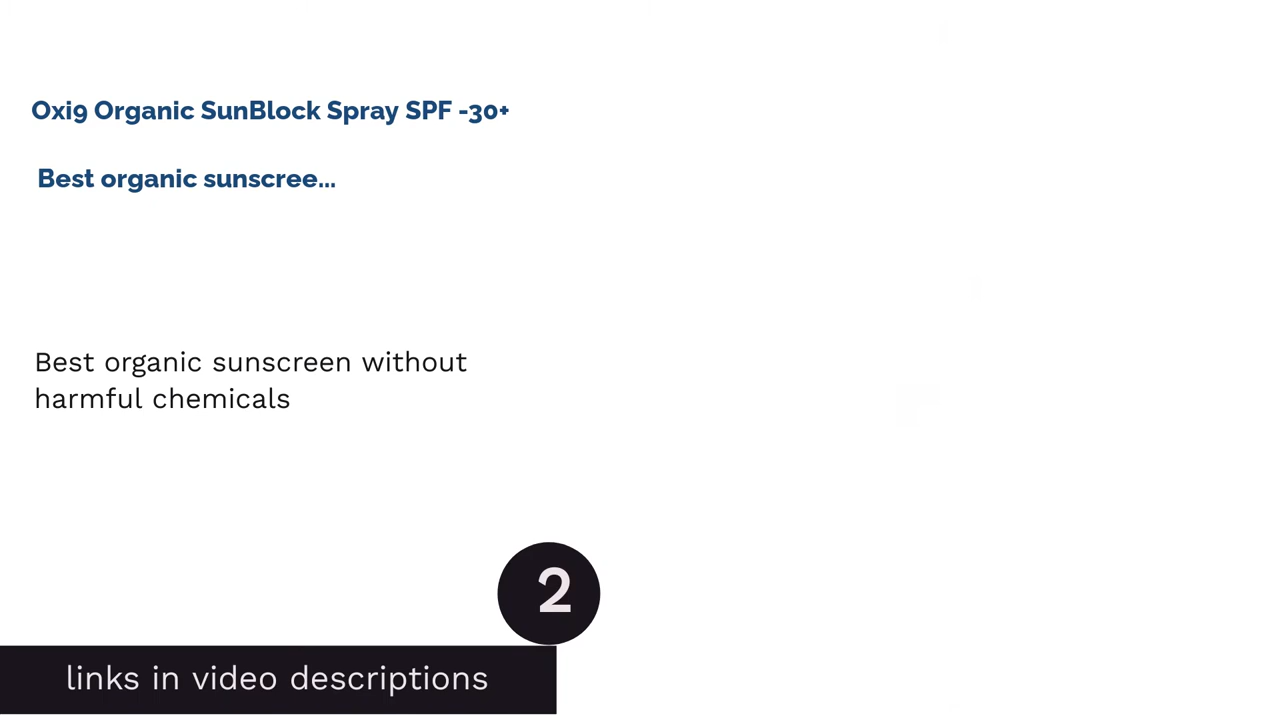 Oxi9 Organic SunBlock Spray SPF -30+
Best organic sunscree...
Best organic sunscreen without
harmful chemicals
2
links in video descriptions